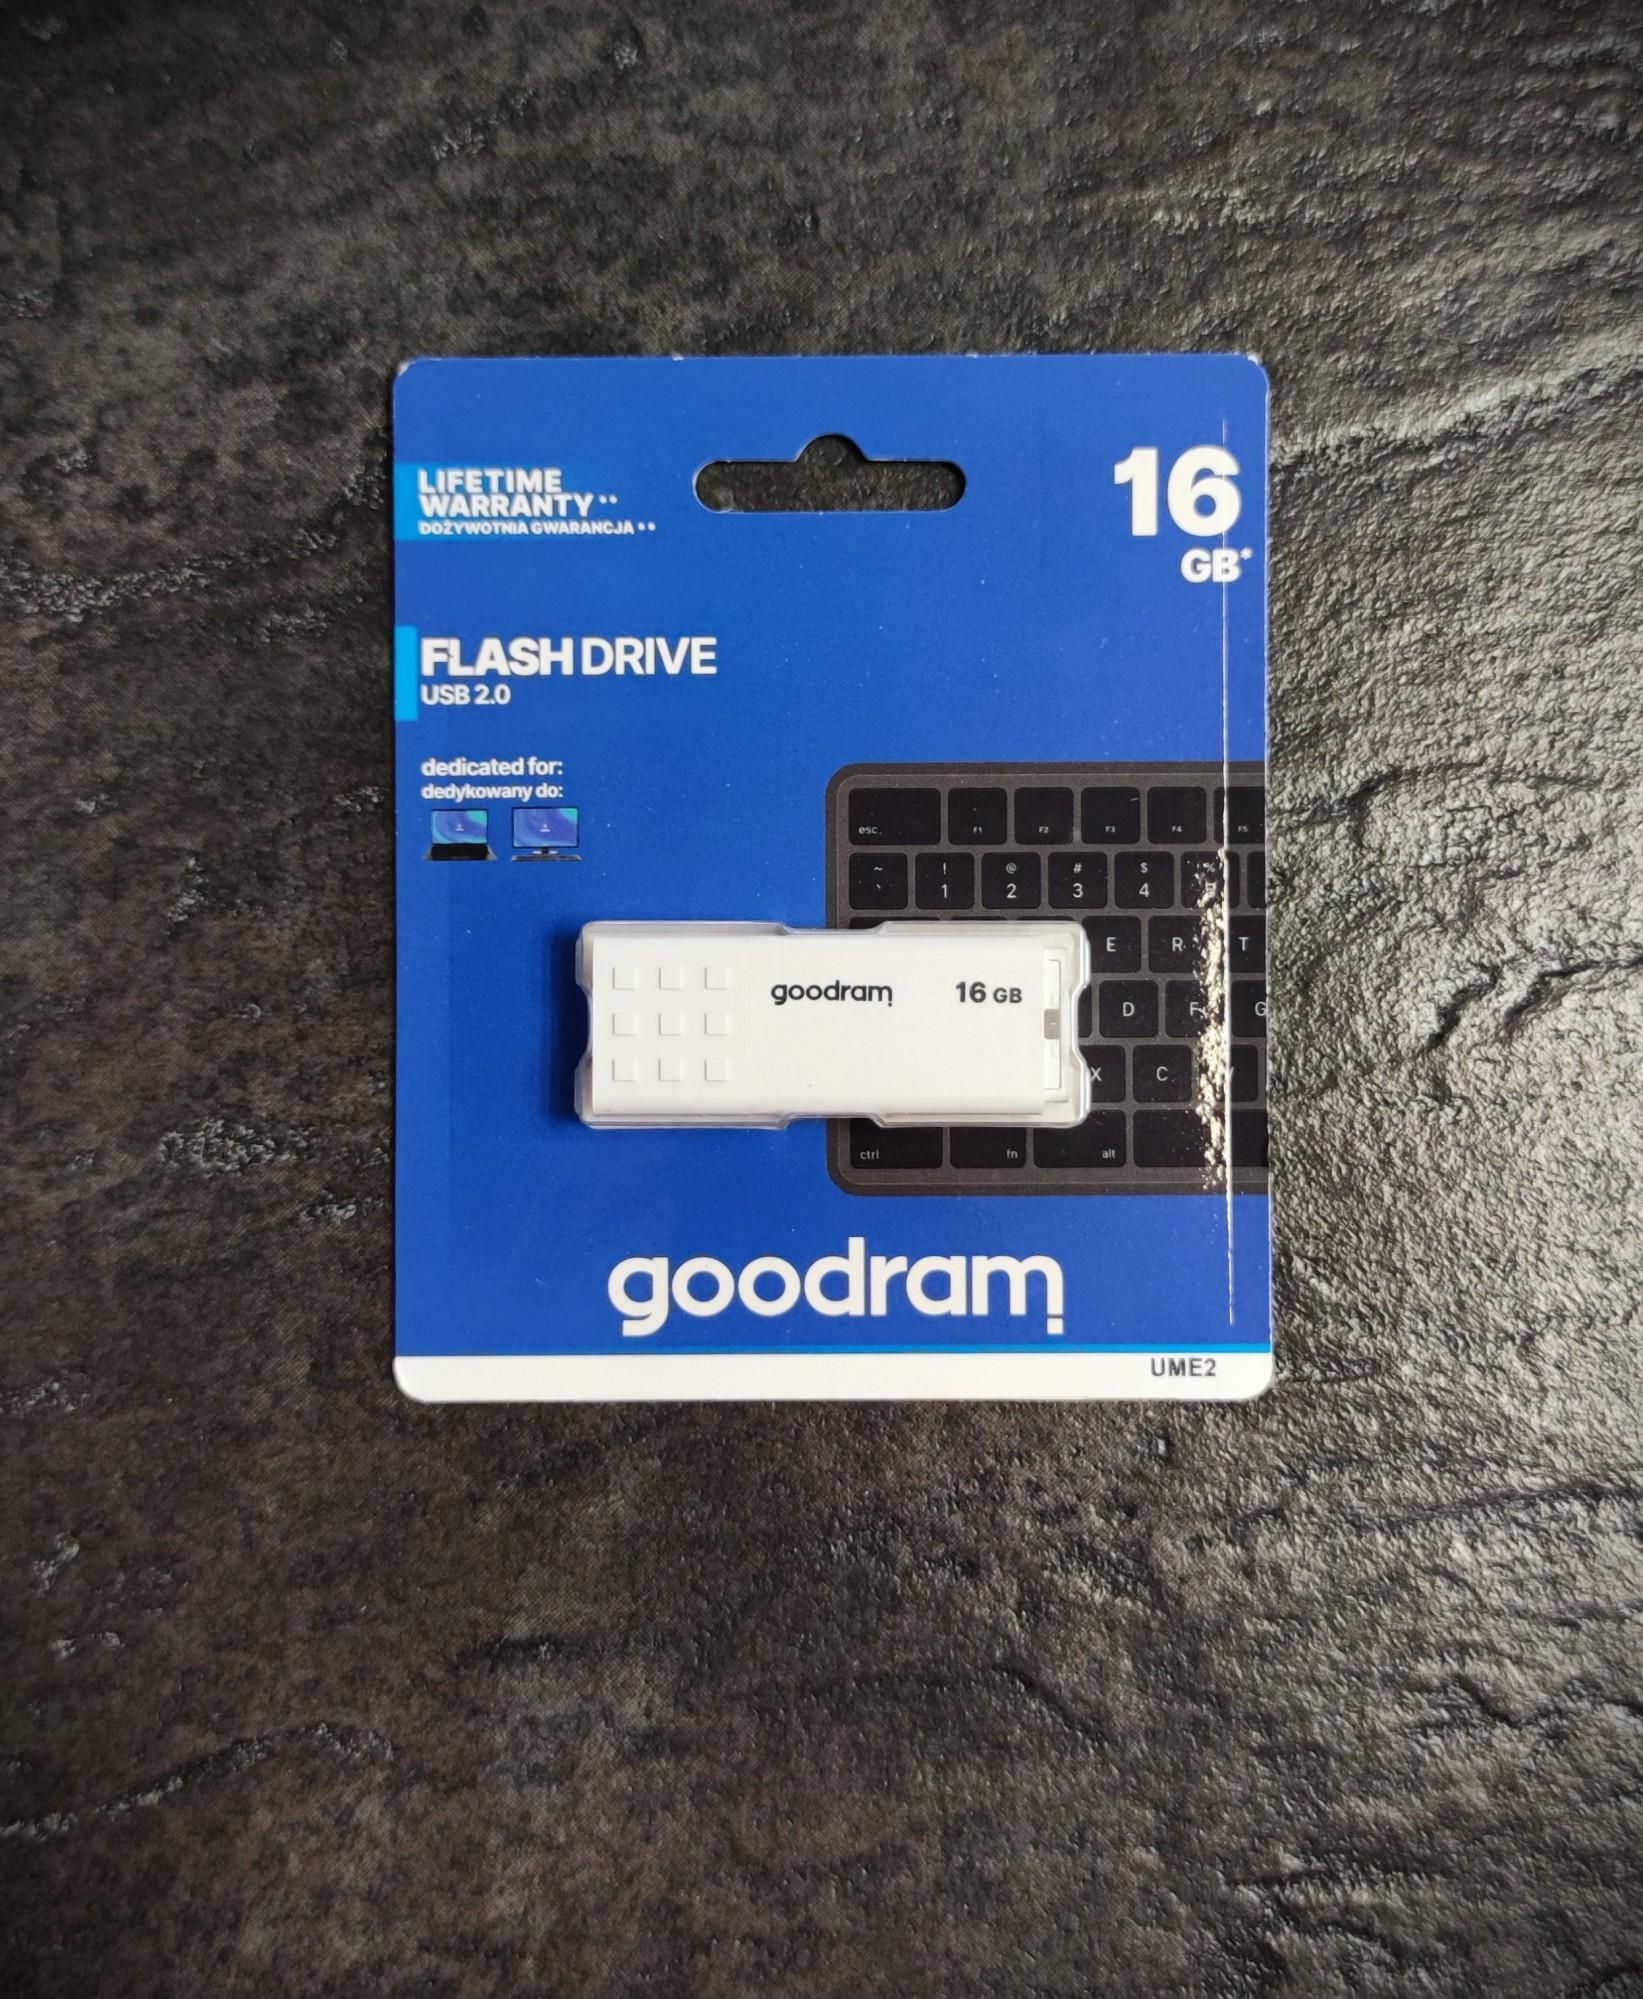 LIFETIME
WARRANTY**
DOŻYWOTNIA GWARANCJA**
16
GB*
FLASH DRIVE
USB 2.0
dedicated for:
dedykowany do:
esc F1 F2 F3 F4 F5
~ ! @ # $ %
` 1 2 3 4
E R T
goodram 16 GB
D F G
X C V
ctrl fn alt
goodram
UME2